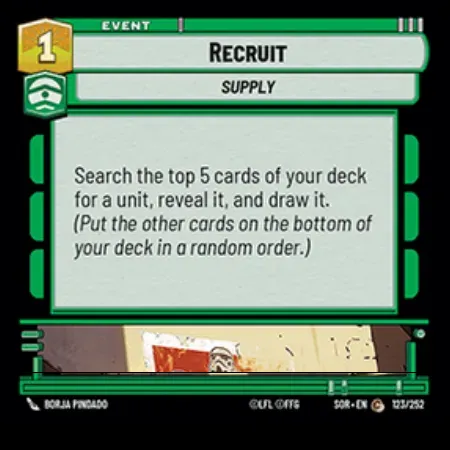 EVENT
1
RECRUIT
SUPPLY
Search the top 5 cards of your deck
for a unit, reveal it, and draw it.
(Put the other cards on the bottom of
your deck in a random order.)
BORJA PINDADO
©LFL ©FFG
SOR • EN
C
123/252